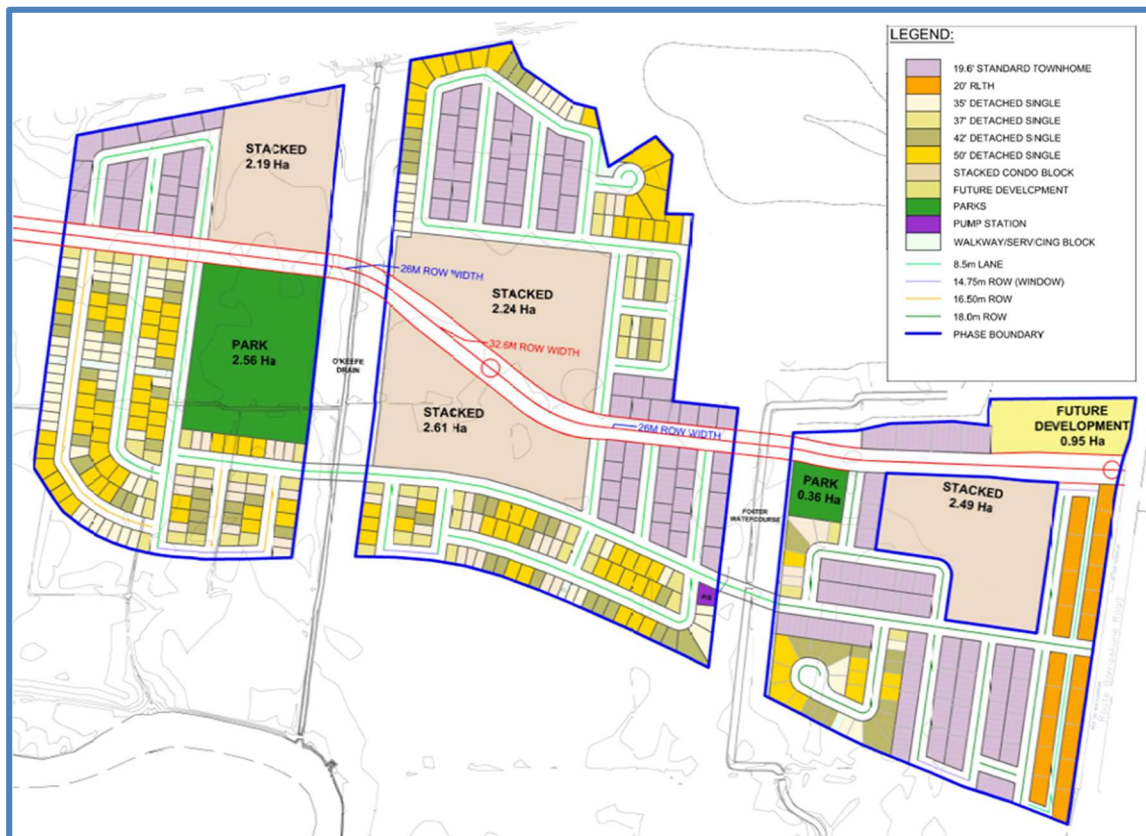 LEGEND:
19.6' STANDARD TOWNHOME
20' RLTH
35' DETACHED SINGLE
37' DETACHED SINGLE
42' DETACHED SINGLE
50' DETACHED SINGLE
STACKED CONDO BLOCK
FUTURE DEVELOPMENT
PARKS
PUMP STATION
WALKWAY/SERVICING BLOCK
8.5m LANE
14.75m ROW (WINDOW)
16.50m ROW
18.0m ROW
PHASE BOUNDARY
STACKED
2.19 Ha
26M ROW WIDTH
STACKED
2.24 Ha
PARK
2.56 Ha
O'KEEFE
DRAIN
32.6M ROW WIDTH
STACKED
2.61 Ha
26M ROW WIDTH
FUTURE
DEVELOPMENT
0.95 Ha
PARK
0.36 Ha
STACKED
2.49 Ha
FOSTER
WATERCOURSE
P/S